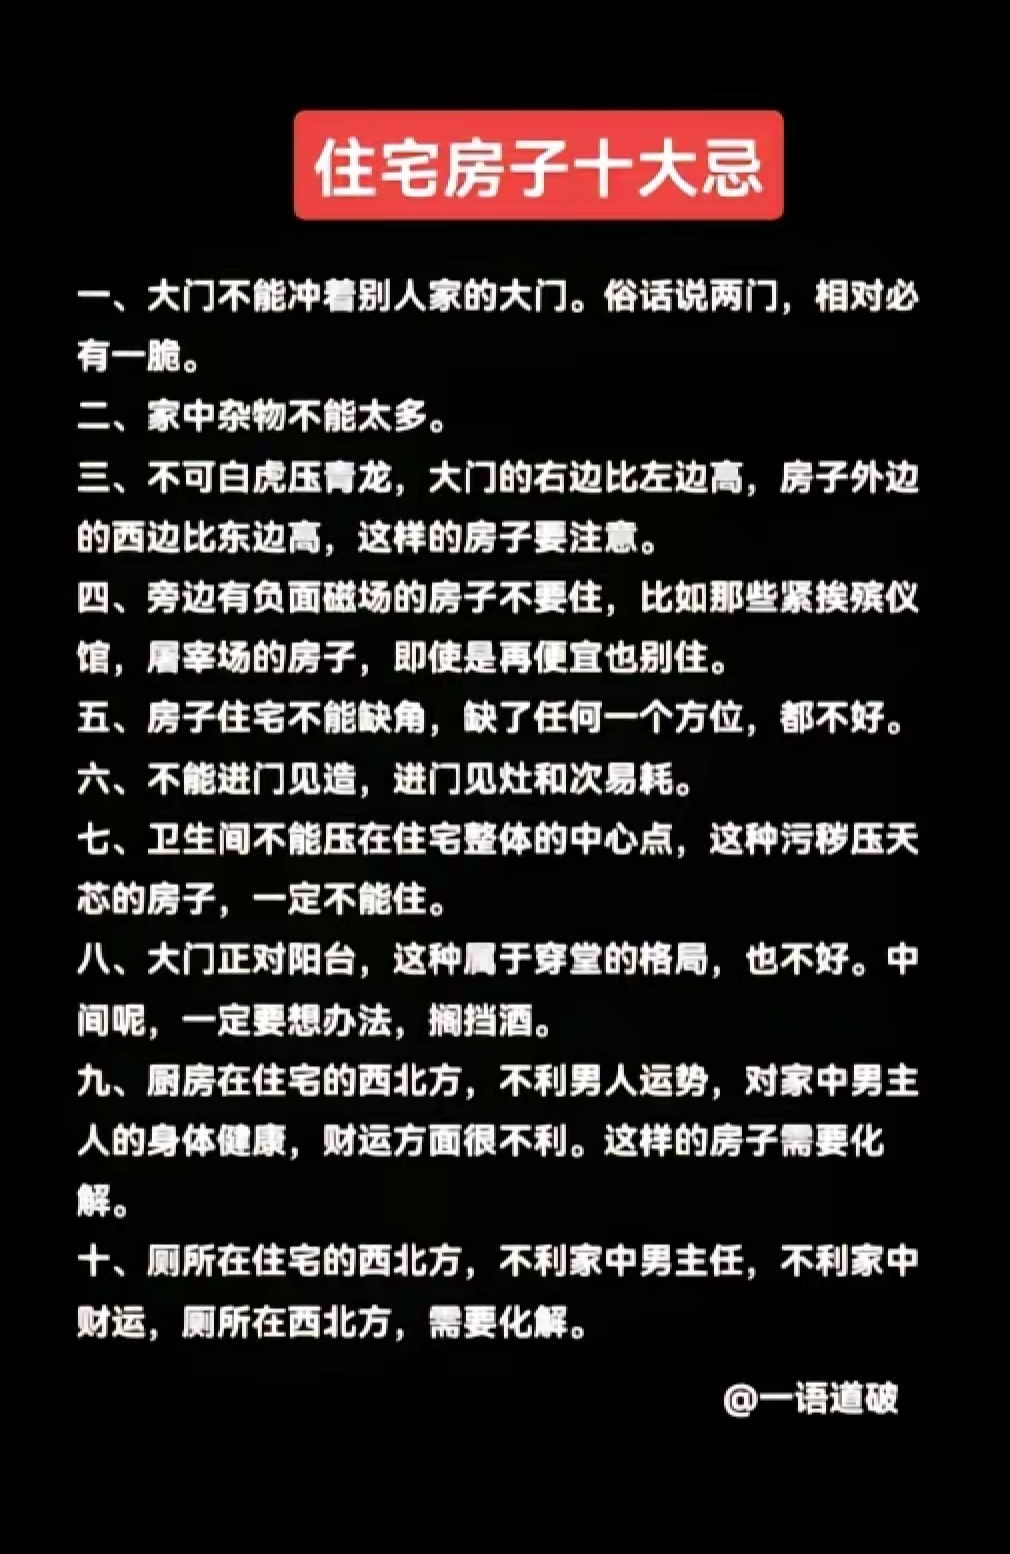 住宅房子十大忌
一、大门不能冲着别人家的大门。俗话说两门，相对必
有一脆。
二、家中杂物不能太多。
三、不可白虎压青龙，大门的右边比左边高，房子外边
的西边比东边高，这样的房子要注意。
四、旁边有负面磁场的房子不要住，比如那些紧挨殡仪
馆，屠宰场的房子，即使是再便宜也别住。
五、房子住宅不能缺角，缺了任何一个方位，都不好。
六、不能进门见造，进门见灶和次易耗。
七、卫生间不能压在住宅整体的中心点，这种污秽压天
芯的房子，一定不能住。
八、大门正对阳台，这种属于穿堂的格局，也不好。中
间呢，一定要想办法，搁挡酒。
九、厨房在住宅的西北方，不利男人运势，对家中男主
人的身体健康，财运方面很不利。这样的房子需要化
解。
十、厕所在住宅的西北方，不利家中男主任，不利家中
财运，厕所在西北方，需要化解。
@一语道破